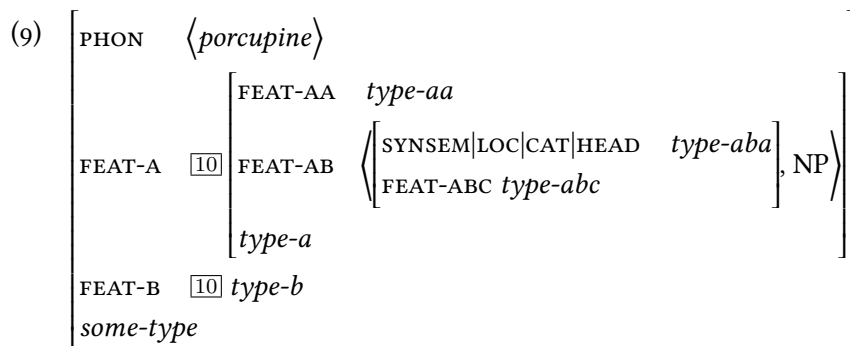 (9) PHON ⟨porcupine⟩
FEAT-AA type-aa
SYNSEM|LOC|CAT|HEAD type-aba
FEAT-A 10 FEAT-AB ⟨ , NP⟩
FEAT-ABC type-abc
type-a
FEAT-B 10 type-b
some-type